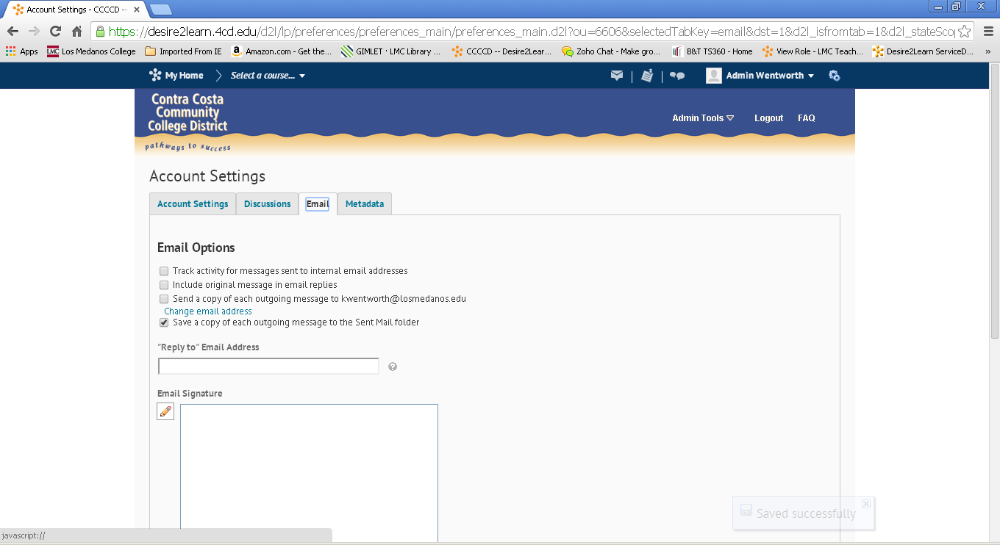 Account Settings - CCCCD --
https://desire2learn.4cd.edu/d2l/lp/preferences/preferences_main/preferences_main.d2l?ou=6606&selectedTabKey=email&dst=1&d2l_isfromtab=1&d2l_stateScop
Apps LMC Los Medanos College Imported From IE Amazon.com - Get the... GIMLET · LMC Library ... CCCCD -- Desire2Lear... Zoho Chat - Make gro... B&T TS360 - Home View Role - LMC Teach... Desire2Learn ServiceD... »
My Home Select a course... Admin Wentworth
Contra Costa
Community
College District
pathways to success
Admin Tools Logout FAQ
Account Settings
Account Settings Discussions Email Metadata
Email Options
Track activity for messages sent to internal email addresses
Include original message in email replies
Send a copy of each outgoing message to kwentworth@losmedanos.edu
Change email address
Save a copy of each outgoing message to the Sent Mail folder
"Reply to" Email Address
?
Email Signature
Saved successfully
javascript://